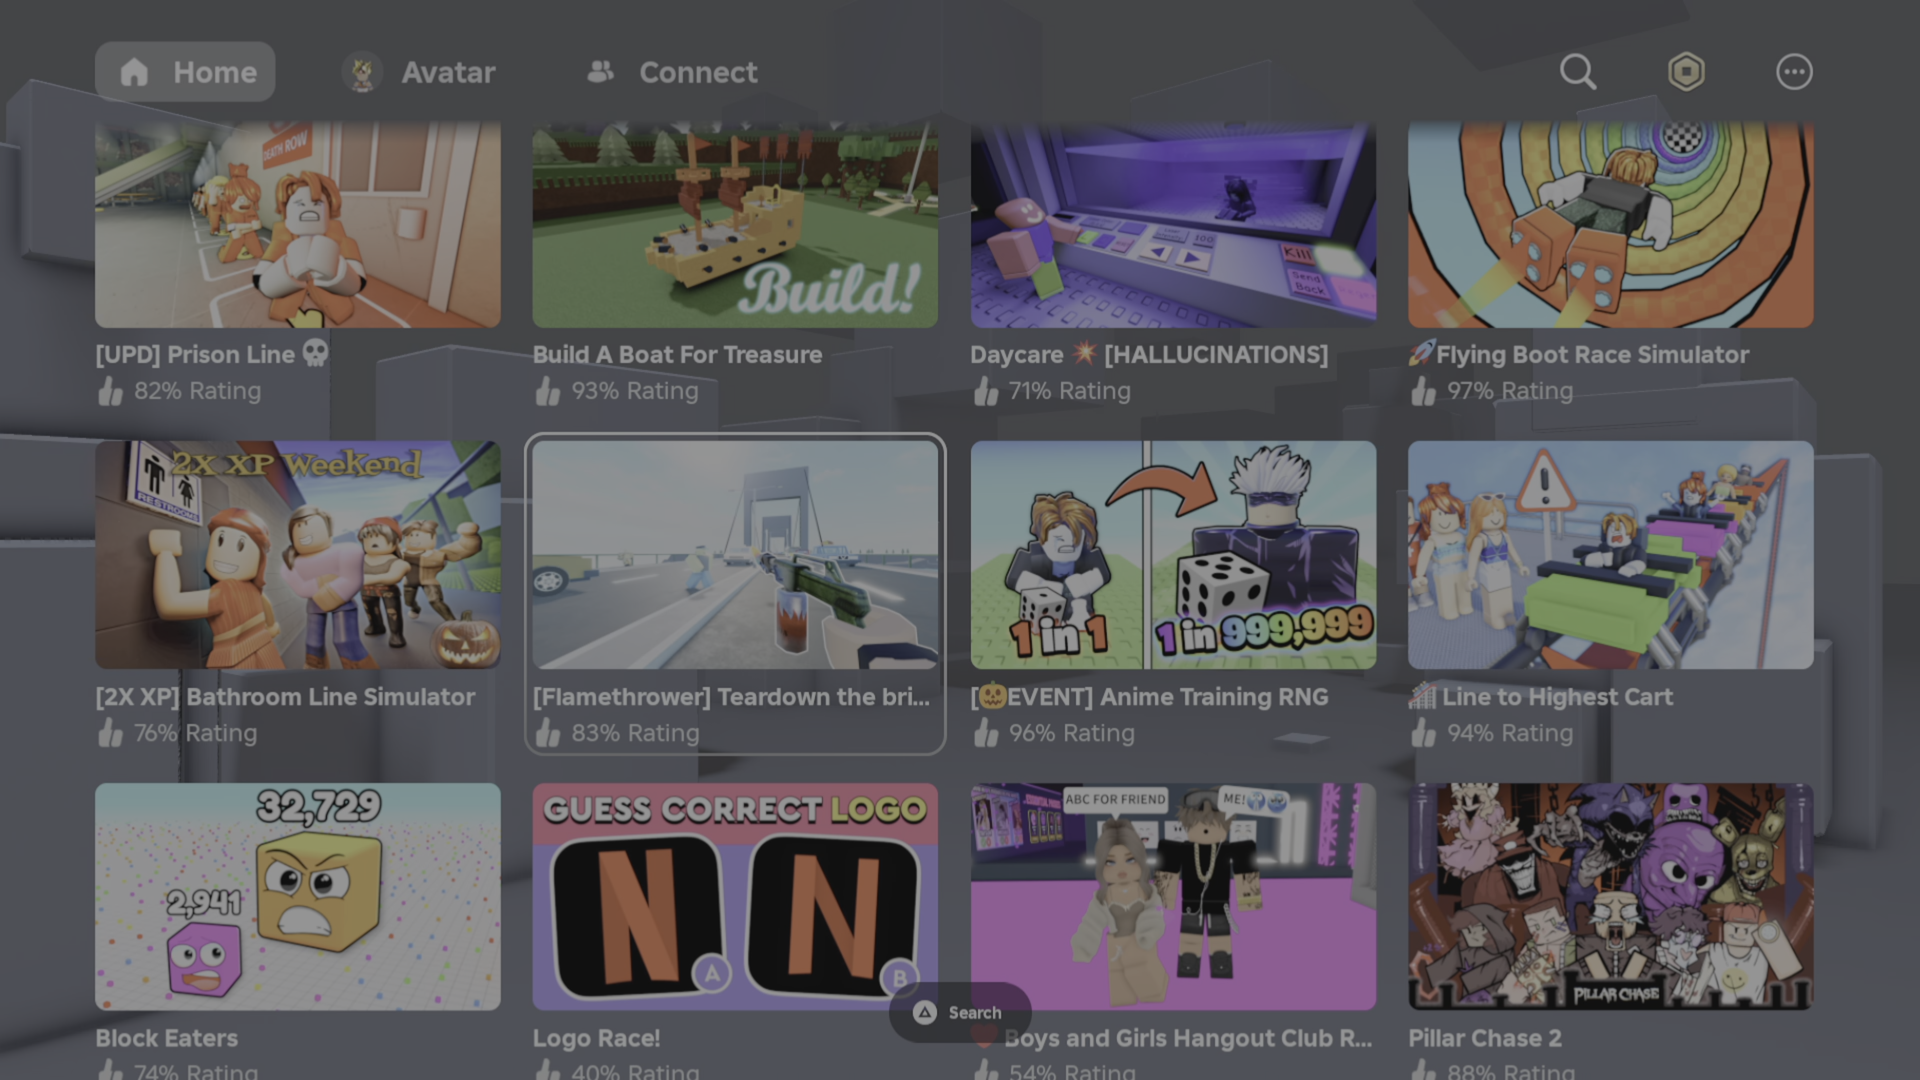 Home
Avatar
Connect
DEATH ROW
Build!
100
Kill
Send
Back
[UPD] Prison Line
82% Rating
Build A Boat For Treasure
93% Rating
Daycare [HALLUCINATIONS]
71% Rating
Flying Boot Race Simulator
97% Rating
2X XP Weekend
RESTROOMS
1 in 1
1 in 999,999
[2X XP] Bathroom Line Simulator
76% Rating
[Flamethrower] Teardown the bri...
83% Rating
[EVENT] Anime Training RNG
96% Rating
Line to Highest Cart
94% Rating
32,729
2,941
GUESS CORRECT LOGO
N
N
A
B
ABC FOR FRIEND
ME!
PILLAR CHASE
Search
Block Eaters
74% Rating
Logo Race!
40% Rating
Boys and Girls Hangout Club R...
54% Rating
Pillar Chase 2
88% Rating